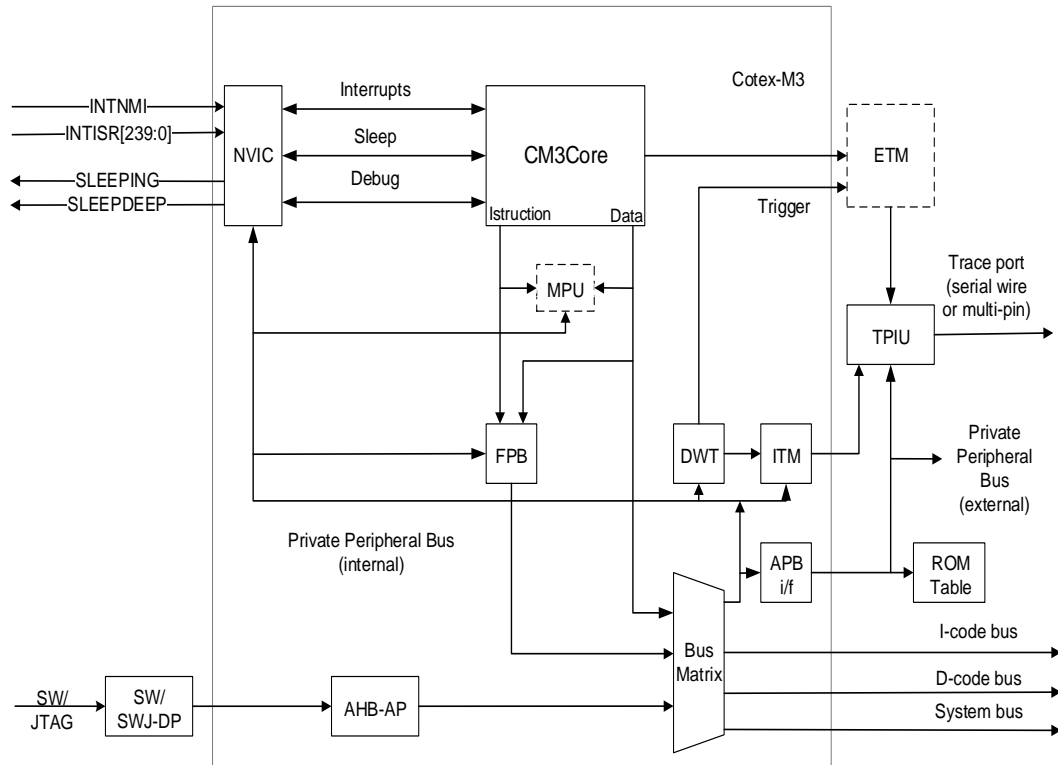 Cotex-M3
Interrupts
INTNMI
INTISR[239:0]
NVIC
Sleep
CM3Core
ETM
SLEEPING
Debug
SLEEPDEEP
Istruction
Data
Trigger
MPU
Trace port
(serial wire
or multi-pin)
TPIU
FPB
DWT
ITM
Private
Peripheral
Bus
(external)
Private Peripheral Bus
(internal)
APB
i/f
ROM
Table
I-code bus
Bus
Matrix
D-code bus
SW/
JTAG
SW/
SWJ-DP
AHB-AP
System bus